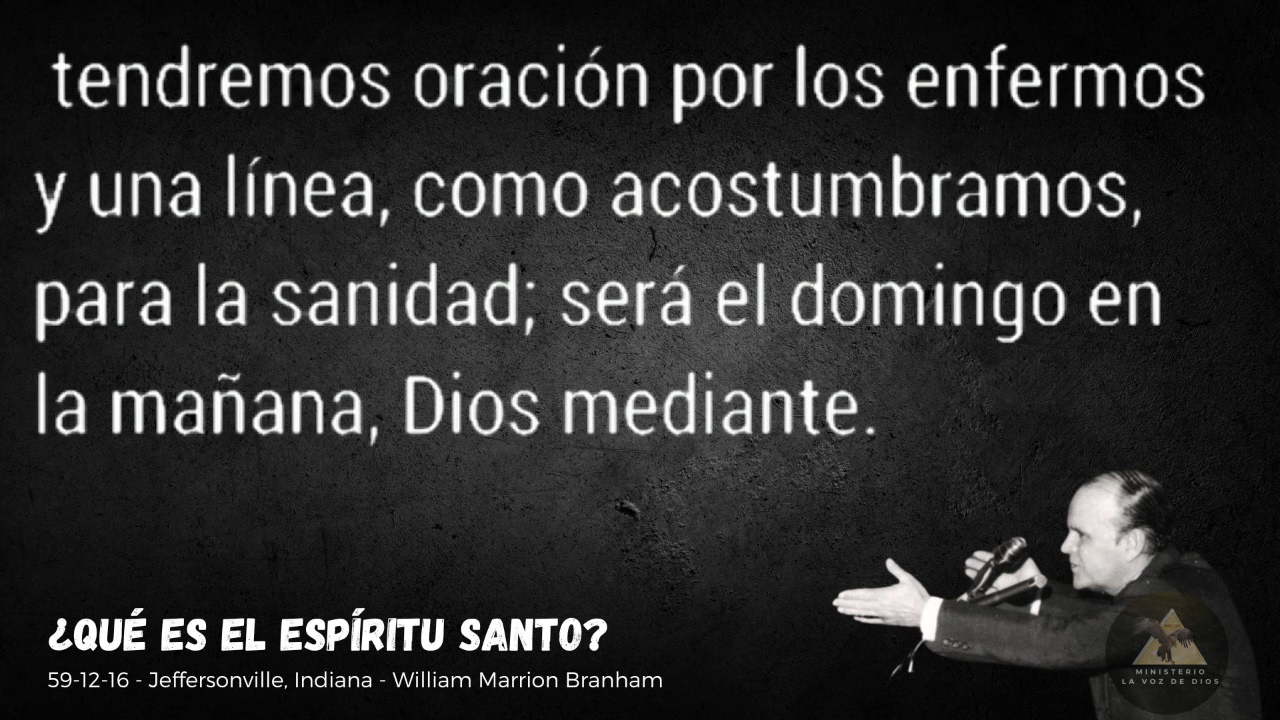 tendremos oración por los enfermos
y una línea, como acostumbramos,
para la sanidad; será el domingo en
la mañana, Dios mediante.
¿QUÉ ES EL ESPÍRITU SANTO?
59-12-16 - Jeffersonville, Indiana - William Marrion Branham
MINISTERIO
LA VOZ DE DIOS